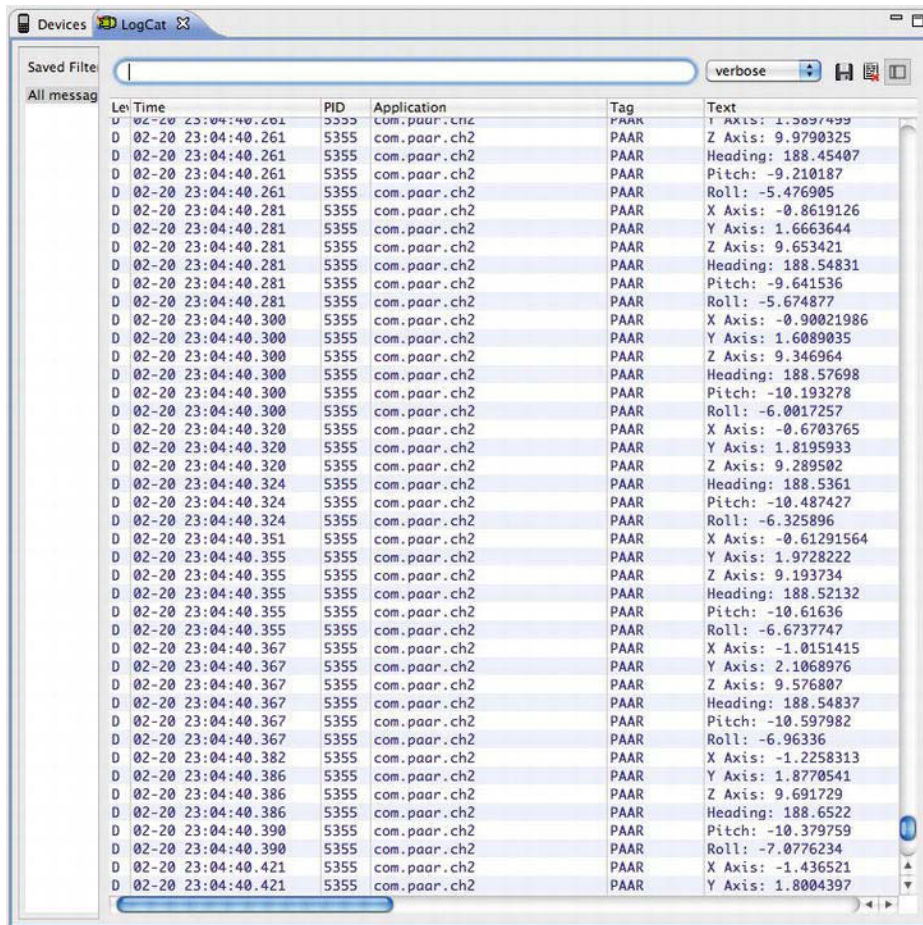 Devices LogCat
Saved Filte
All messag
verbose
Le Time PID Application Tag Text
D 02-20 23:04:40.261 5355 com.paar.ch2 PAAR Y Axis: 1.5897499
D 02-20 23:04:40.261 5355 com.paar.ch2 PAAR Z Axis: 9.9790325
D 02-20 23:04:40.261 5355 com.paar.ch2 PAAR Heading: 188.45407
D 02-20 23:04:40.261 5355 com.paar.ch2 PAAR Pitch: -9.210187
D 02-20 23:04:40.261 5355 com.paar.ch2 PAAR Roll: -5.476905
D 02-20 23:04:40.281 5355 com.paar.ch2 PAAR X Axis: -0.8619126
D 02-20 23:04:40.281 5355 com.paar.ch2 PAAR Y Axis: 1.6663644
D 02-20 23:04:40.281 5355 com.paar.ch2 PAAR Z Axis: 9.653421
D 02-20 23:04:40.281 5355 com.paar.ch2 PAAR Heading: 188.54831
D 02-20 23:04:40.281 5355 com.paar.ch2 PAAR Pitch: -9.641536
D 02-20 23:04:40.281 5355 com.paar.ch2 PAAR Roll: -5.674877
D 02-20 23:04:40.300 5355 com.paar.ch2 PAAR X Axis: -0.90021986
D 02-20 23:04:40.300 5355 com.paar.ch2 PAAR Y Axis: 1.6089035
D 02-20 23:04:40.300 5355 com.paar.ch2 PAAR Z Axis: 9.346964
D 02-20 23:04:40.300 5355 com.paar.ch2 PAAR Heading: 188.57698
D 02-20 23:04:40.300 5355 com.paar.ch2 PAAR Pitch: -10.193278
D 02-20 23:04:40.300 5355 com.paar.ch2 PAAR Roll: -6.0017257
D 02-20 23:04:40.320 5355 com.paar.ch2 PAAR X Axis: -0.6703765
D 02-20 23:04:40.320 5355 com.paar.ch2 PAAR Y Axis: 1.8195933
D 02-20 23:04:40.320 5355 com.paar.ch2 PAAR Z Axis: 9.289502
D 02-20 23:04:40.324 5355 com.paar.ch2 PAAR Heading: 188.5361
D 02-20 23:04:40.324 5355 com.paar.ch2 PAAR Pitch: -10.487427
D 02-20 23:04:40.324 5355 com.paar.ch2 PAAR Roll: -6.325896
D 02-20 23:04:40.351 5355 com.paar.ch2 PAAR X Axis: -0.61291564
D 02-20 23:04:40.355 5355 com.paar.ch2 PAAR Y Axis: 1.9728222
D 02-20 23:04:40.355 5355 com.paar.ch2 PAAR Z Axis: 9.193734
D 02-20 23:04:40.355 5355 com.paar.ch2 PAAR Heading: 188.52132
D 02-20 23:04:40.355 5355 com.paar.ch2 PAAR Pitch: -10.61636
D 02-20 23:04:40.355 5355 com.paar.ch2 PAAR Roll: -6.6737747
D 02-20 23:04:40.367 5355 com.paar.ch2 PAAR X Axis: -1.0151415
D 02-20 23:04:40.367 5355 com.paar.ch2 PAAR Y Axis: 2.1068976
D 02-20 23:04:40.367 5355 com.paar.ch2 PAAR Z Axis: 9.576807
D 02-20 23:04:40.367 5355 com.paar.ch2 PAAR Heading: 188.54837
D 02-20 23:04:40.367 5355 com.paar.ch2 PAAR Pitch: -10.597982
D 02-20 23:04:40.367 5355 com.paar.ch2 PAAR Roll: -6.96336
D 02-20 23:04:40.382 5355 com.paar.ch2 PAAR X Axis: -1.2258313
D 02-20 23:04:40.386 5355 com.paar.ch2 PAAR Y Axis: 1.8770541
D 02-20 23:04:40.386 5355 com.paar.ch2 PAAR Z Axis: 9.691729
D 02-20 23:04:40.386 5355 com.paar.ch2 PAAR Heading: 188.6522
D 02-20 23:04:40.390 5355 com.paar.ch2 PAAR Pitch: -10.379759
D 02-20 23:04:40.390 5355 com.paar.ch2 PAAR Roll: -7.0776234
D 02-20 23:04:40.421 5355 com.paar.ch2 PAAR X Axis: -1.436521
D 02-20 23:04:40.421 5355 com.paar.ch2 PAAR Y Axis: 1.8004397